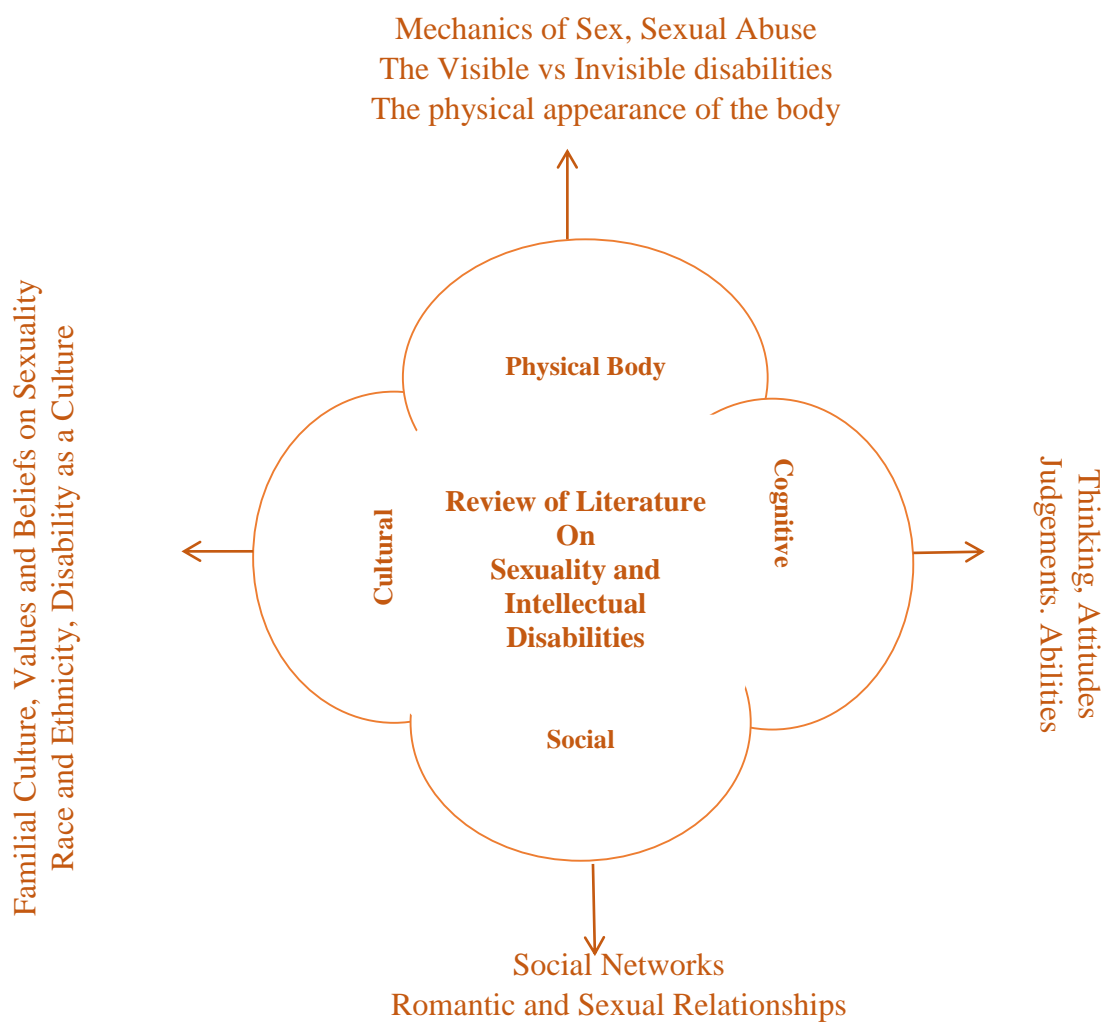 Mechanics of Sex, Sexual Abuse
The Visible vs Invisible disabilities
The physical appearance of the body
Physical Body
Familial Culture, Values and Beliefs on Sexuality
Race and Ethnicity, Disability as a Culture
Cultural
Review of Literature
On
Sexuality and
Intellectual
Disabilities
Cognitive
Thinking, Attitudes
Judgements. Abilities
Social
Social Networks
Romantic and Sexual Relationships